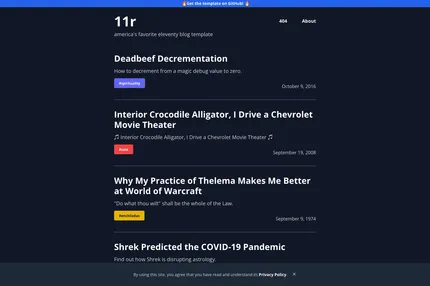 🔥Get the template on GitHub! 🔥
11r
404 About
america's favorite eleventy blog template
Deadbeef Decrementation
How to decrement from a magic debug value to zero.
October 9, 2016
Interior Crocodile Alligator, I Drive a Chevrolet
Movie Theater
🎵 Interior Crocodile Alligator, I Drive a Chevrolet Movie Theater 🎵
September 19, 2008
Why My Practice of Thelema Makes Me Better
at World of Warcraft
"Do what thou wilt" shall be the whole of the Law.
September 9, 1974
Shrek Predicted the COVID-19 Pandemic
Find out how Shrek is disrupting astrology.
By using this site, you agree that you have read and understand its Privacy Policy. ×